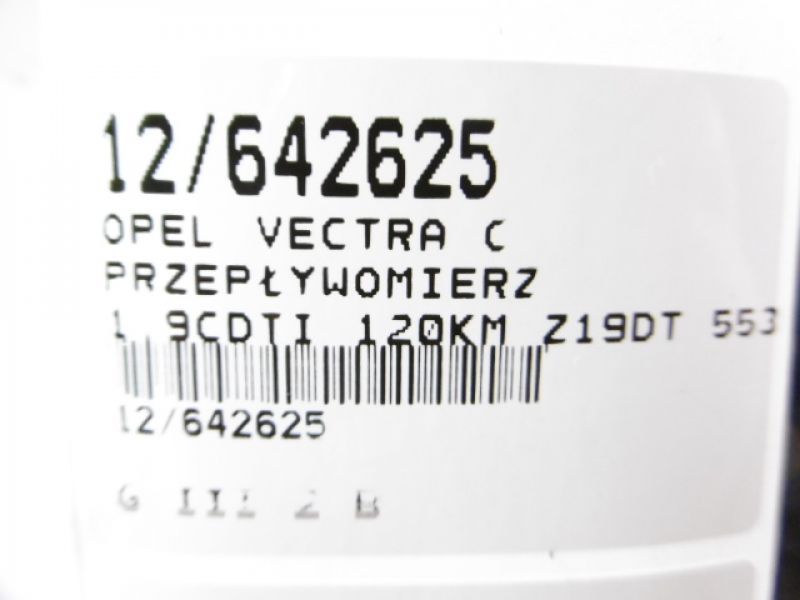 12/642625
OPEL VECTRA C
PRZEPŁYWOMIERZ
1.9CDTI 120KM Z19DT 553
12/642625
G III 2 B